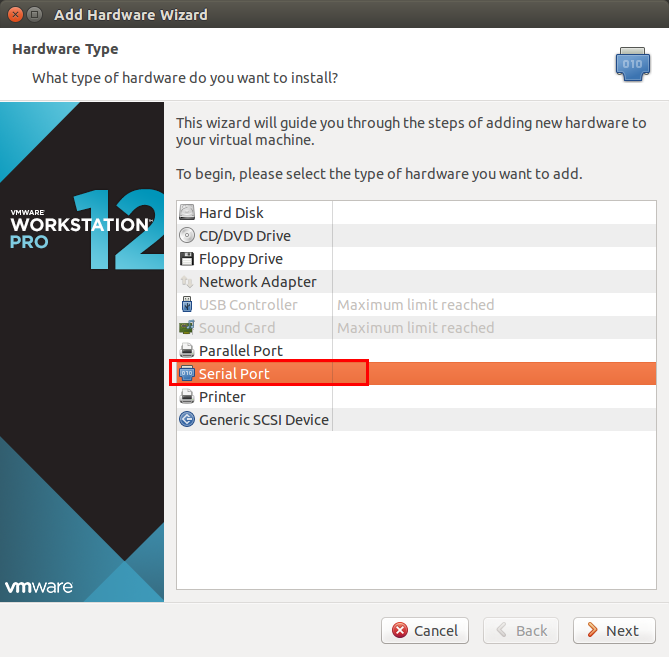 Add Hardware Wizard
Hardware Type
What type of hardware do you want to install?
010
This wizard will guide you through the steps of adding new hardware to
your virtual machine.
To begin, please select the type of hardware you want to add.
VMWARE
WORKSTATION™
PRO
12
Hard Disk
CD/DVD Drive
Floppy Drive
Network Adapter
USB Controller Maximum limit reached
Sound Card Maximum limit reached
Parallel Port
010 Serial Port
Printer
Generic SCSI Device
vmware
Cancel Back Next